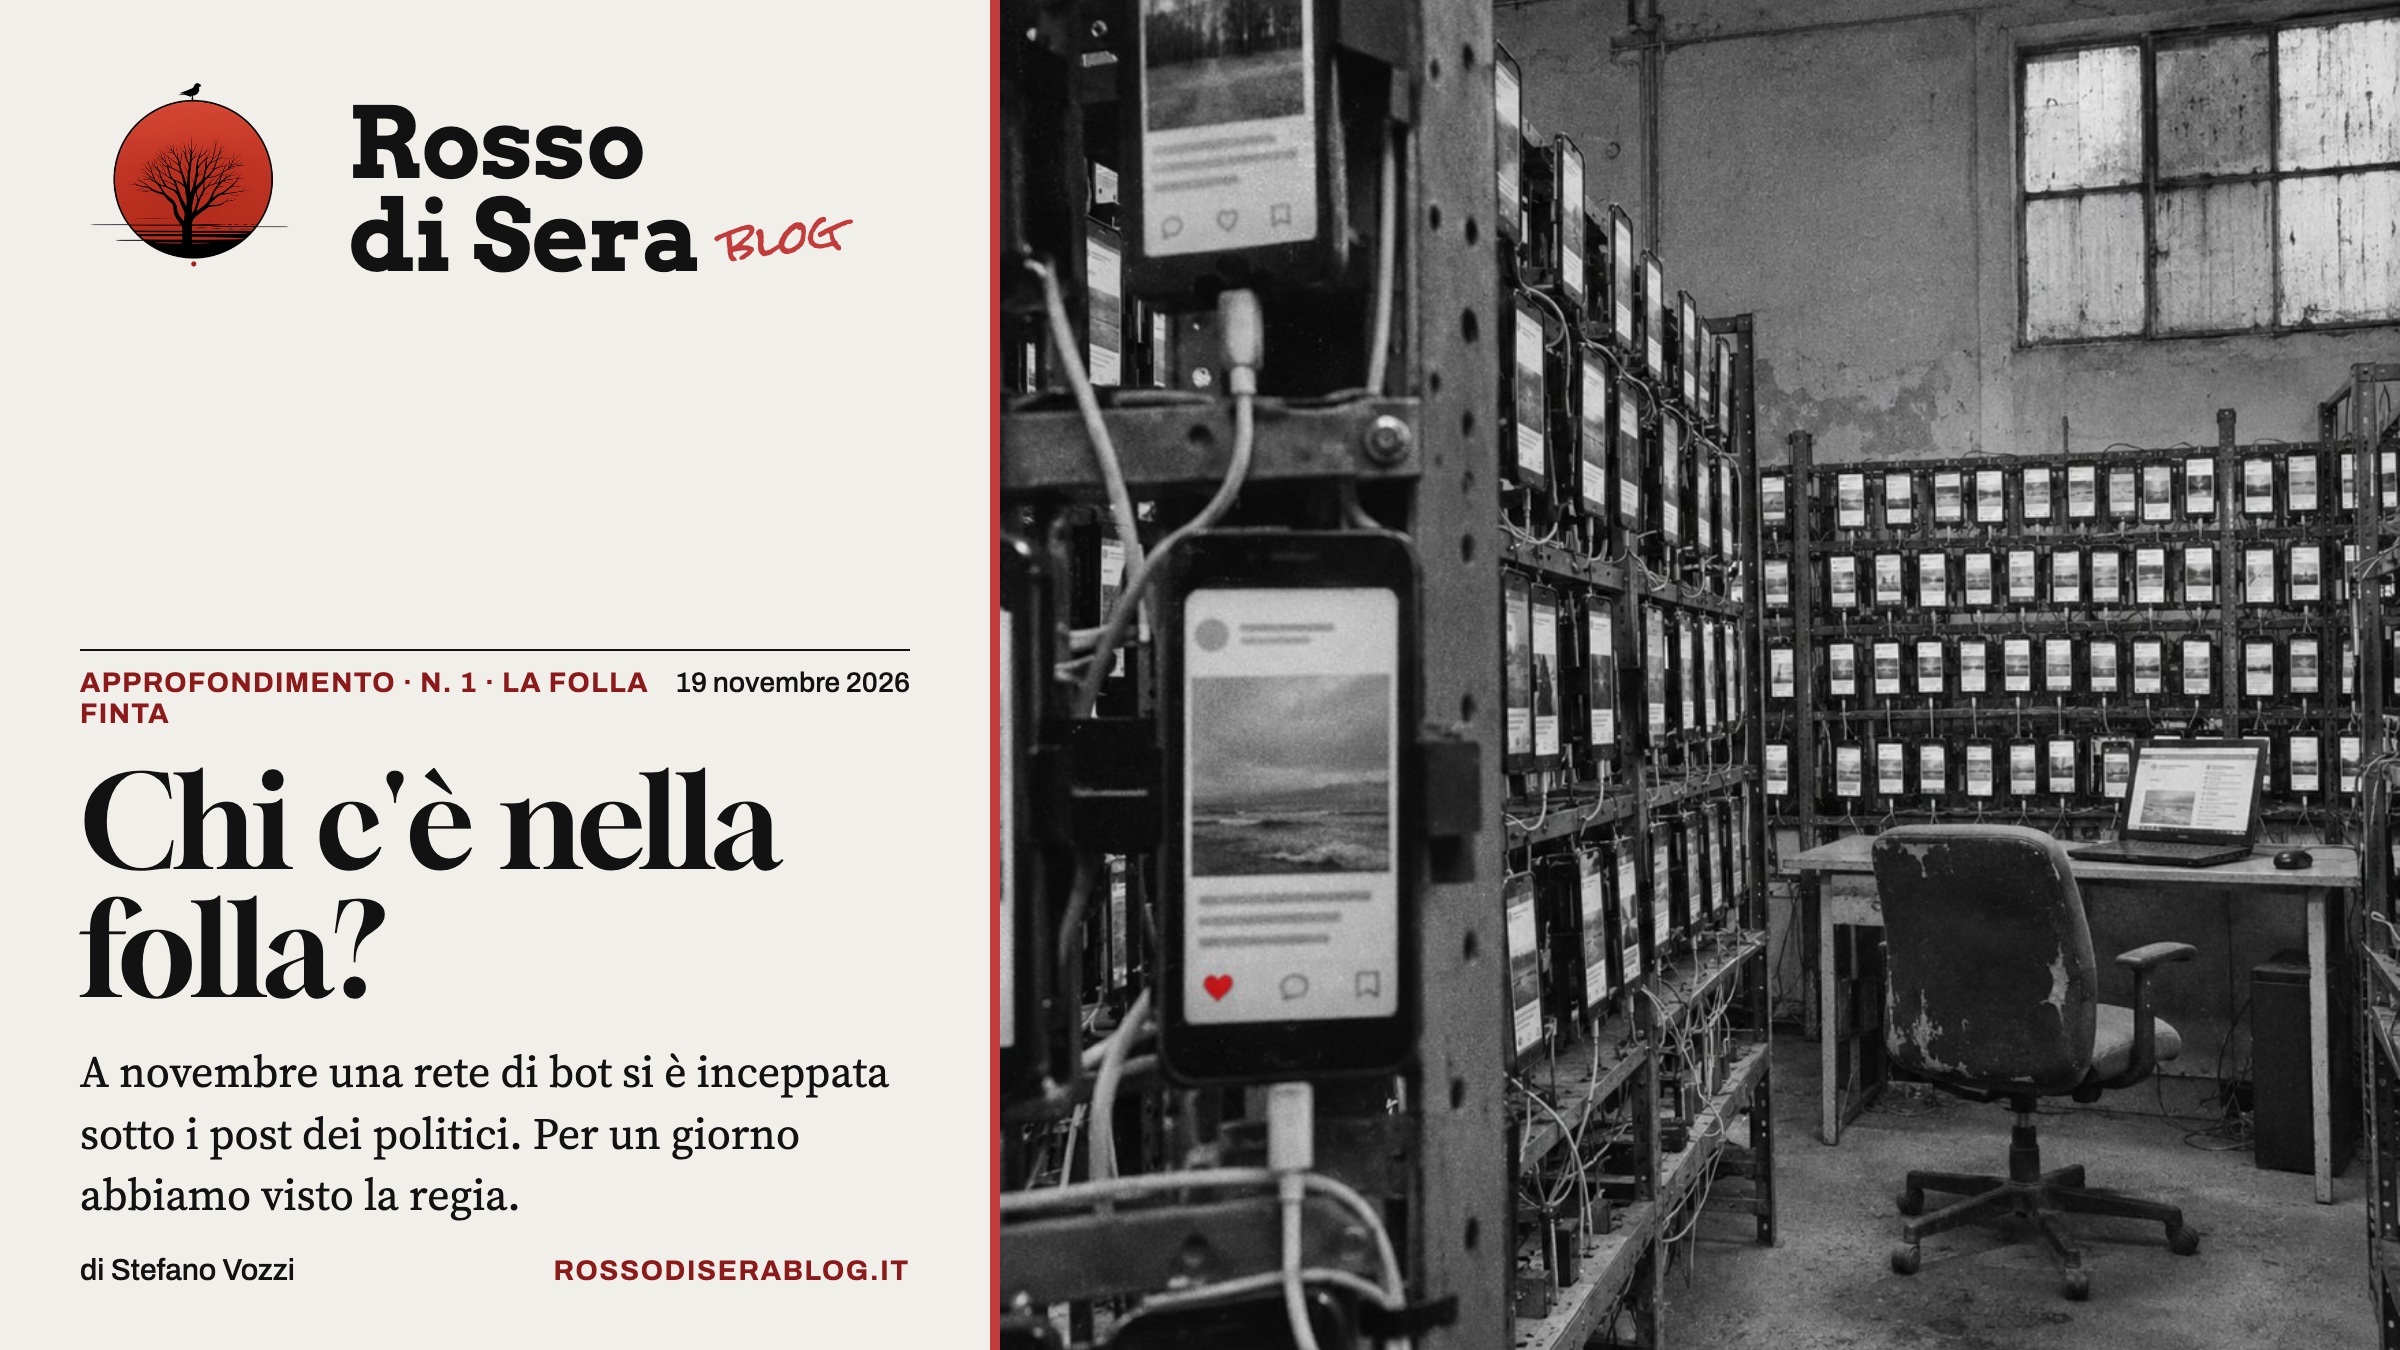 Rosso
di Sera BLOG
APPROFONDIMENTO · N. 1 · LA FOLLA
FINTA
19 novembre 2026
Chi c'è nella
folla?
A novembre una rete di bot si è inceppata
sotto i post dei politici. Per un giorno
abbiamo visto la regia.
di Stefano Vozzi
ROSSODISERABLOG.IT